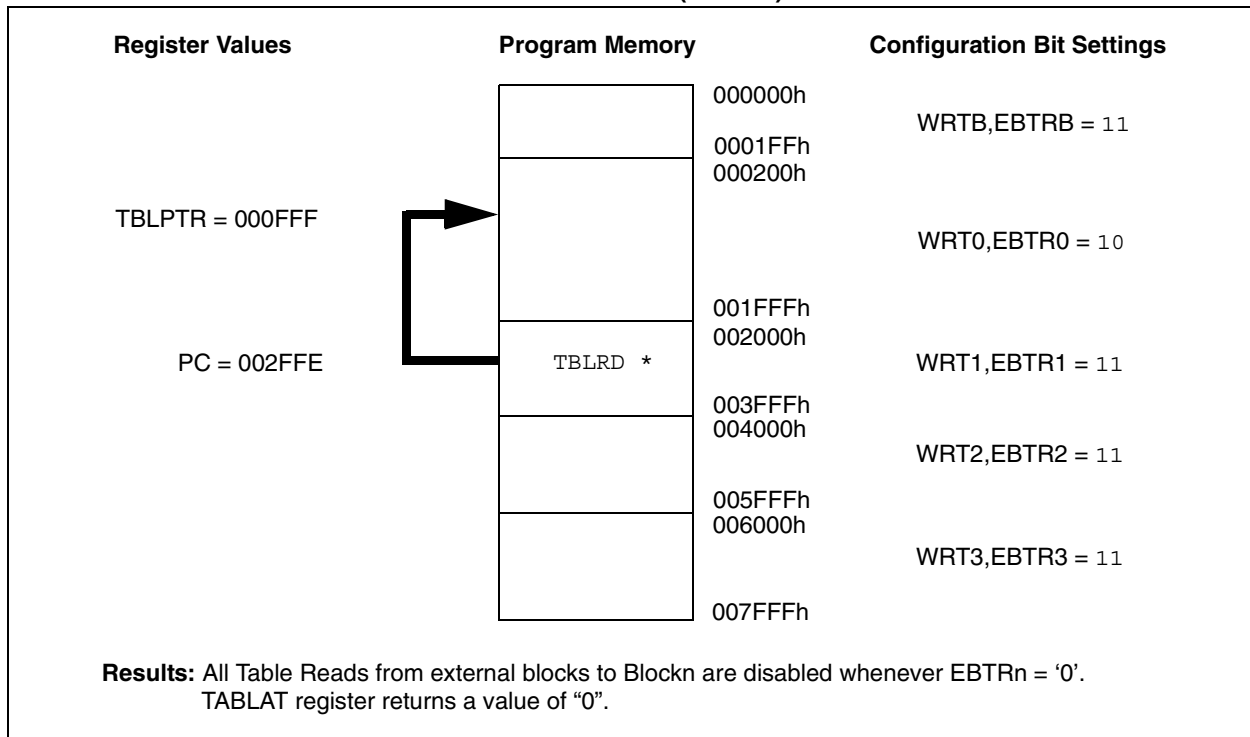 Register Values Program Memory Configuration Bit Settings
000000h
WRTB,EBTRB = 11
0001FFh
000200h
TBLPTR = 000FFF
WRT0,EBTR0 = 10
001FFFh
002000h
PC = 002FFE TBLRD * WRT1,EBTR1 = 11
003FFFh
004000h
WRT2,EBTR2 = 11
005FFFh
006000h
WRT3,EBTR3 = 11
007FFFh
Results: All Table Reads from external blocks to Blockn are disabled whenever EBTRn = ‘0’.
TABLAT register returns a value of “0”.